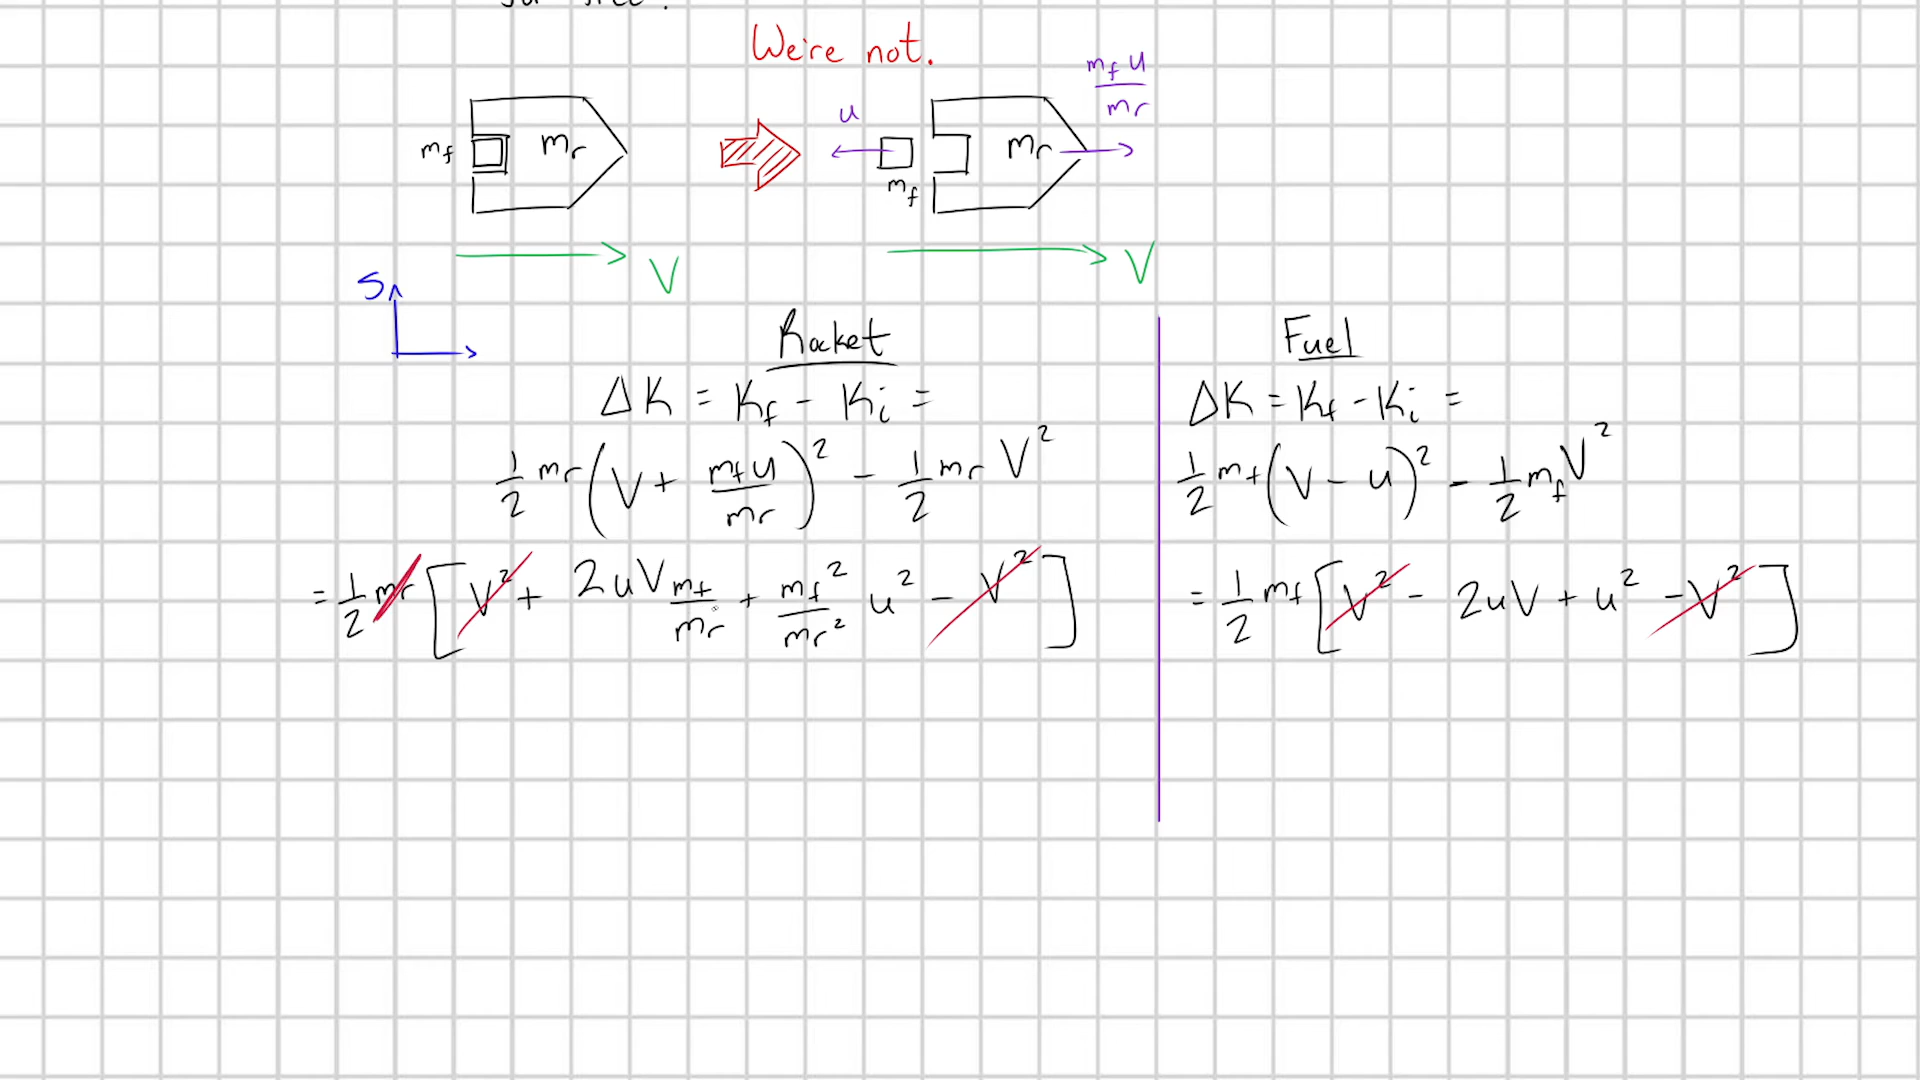 We're not.
m_f u / m_r
u
m_f m_r m_r
m_f
V V
S
Rocket
ΔK = K_f - K_i =
1/2 m_r (V + m_f u / m_r)^2 - 1/2 m_r V^2
= 1/2 m_r [V^2 + 2uV m_f/m_r + m_f^2/m_r^2 u^2 - V^2]
Fuel
ΔK = K_f - K_i =
1/2 m_f (V - u)^2 - 1/2 m_f V^2
= 1/2 m_f [V^2 - 2uV + u^2 - V^2]